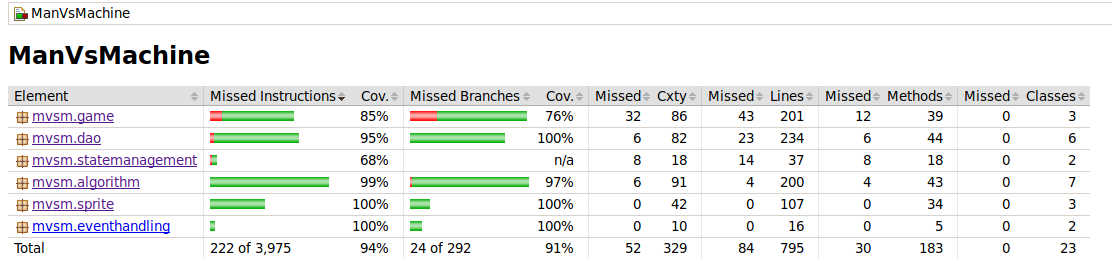 ManVsMachine
ManVsMachine
Element Missed Instructions Cov. Missed Branches Cov. Missed Cxty Missed Lines Missed Methods Missed Classes
mvsm.game 85% 76% 32 86 43 201 12 39 0 3
mvsm.dao 95% 100% 6 82 23 234 6 44 0 6
mvsm.statemanagement 68% n/a 8 18 14 37 8 18 0 2
mvsm.algorithm 99% 97% 6 91 4 200 4 43 0 7
mvsm.sprite 100% 100% 0 42 0 107 0 34 0 3
mvsm.eventhandling 100% 100% 0 10 0 16 0 5 0 2
Total 222 of 3,975 94% 24 of 292 91% 52 329 84 795 30 183 0 23